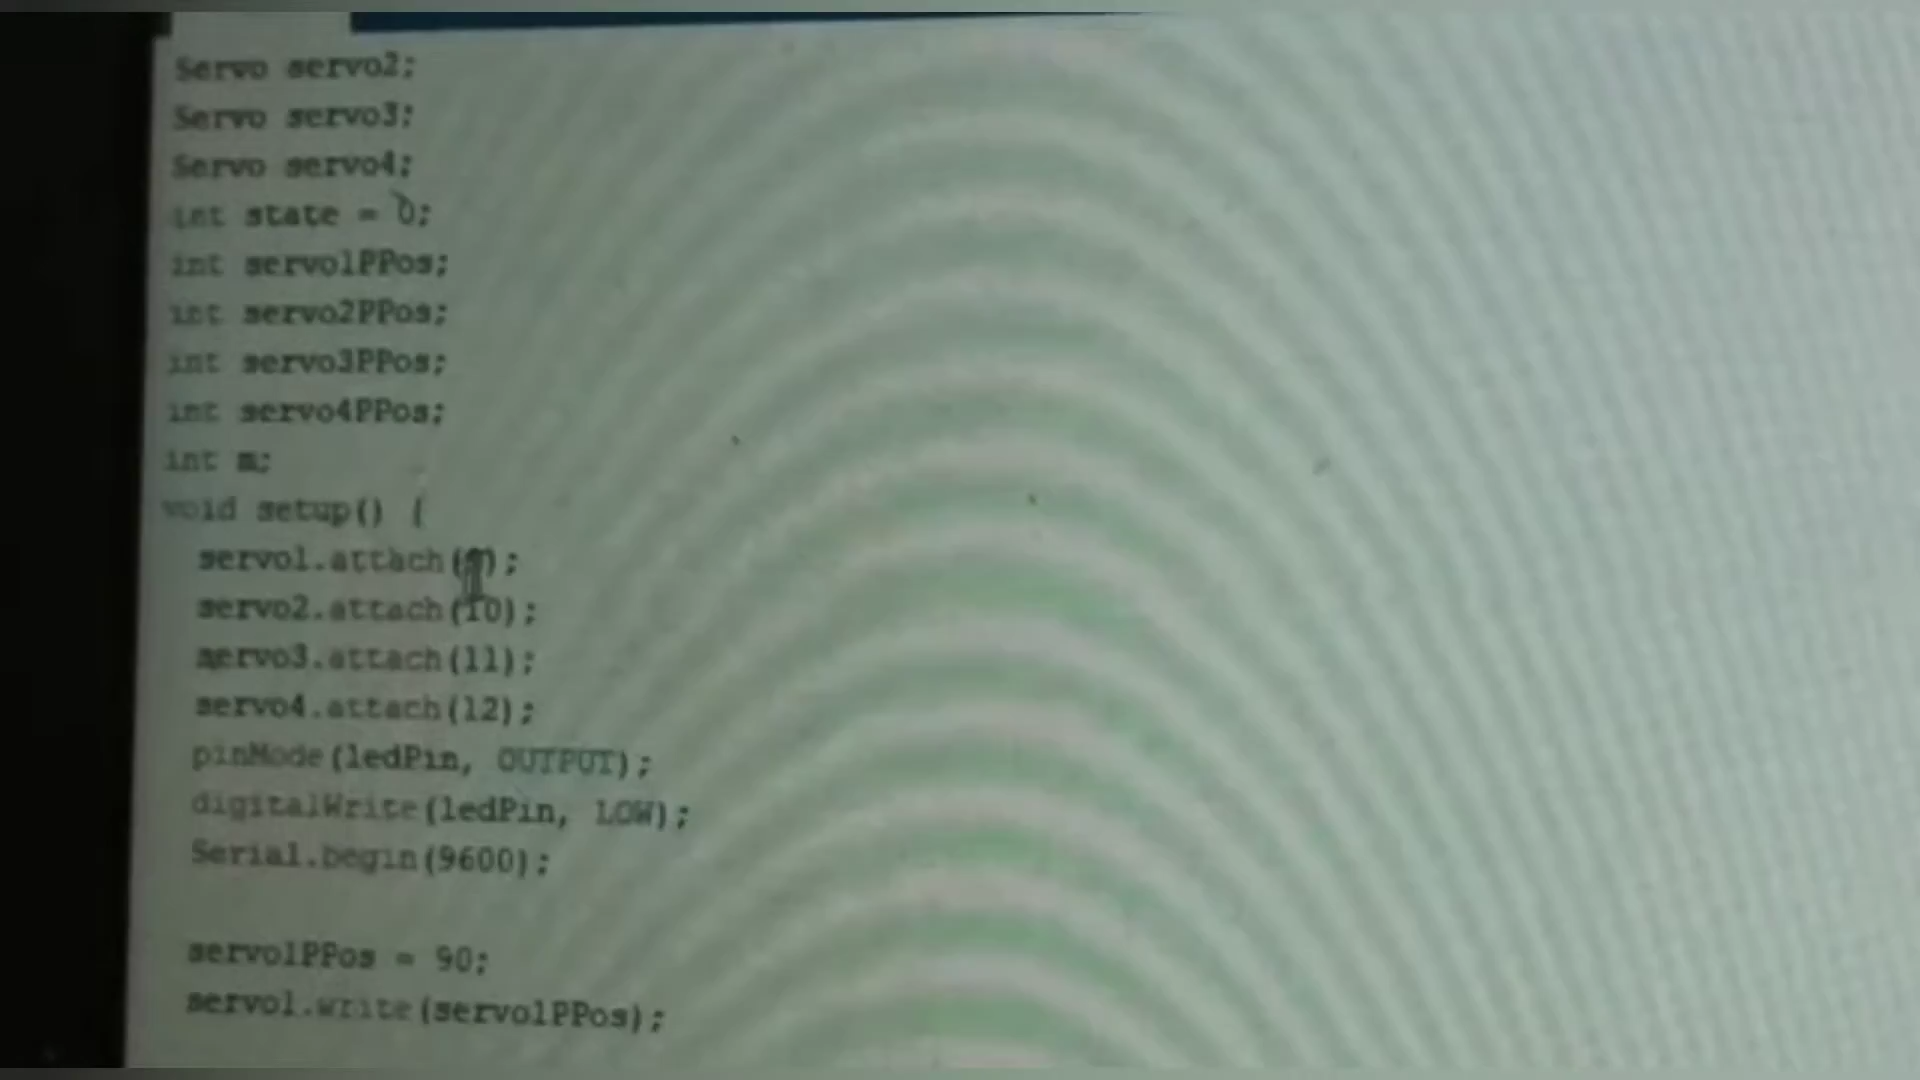 Servo servo2;
Servo servo3;
Servo servo4;
int state = 0;
int servo1PPos;
int servo2PPos;
int servo3PPos;
int servo4PPos;
int m;
void setup() {
servo1.attach();
servo2.attach(10);
servo3.attach(11);
servo4.attach(12);
pinMode(ledPin, OUTPUT);
digitalWrite(ledPin, LOW);
Serial.begin(9600);
servo1PPos = 90;
servo1.write(servo1PPos);